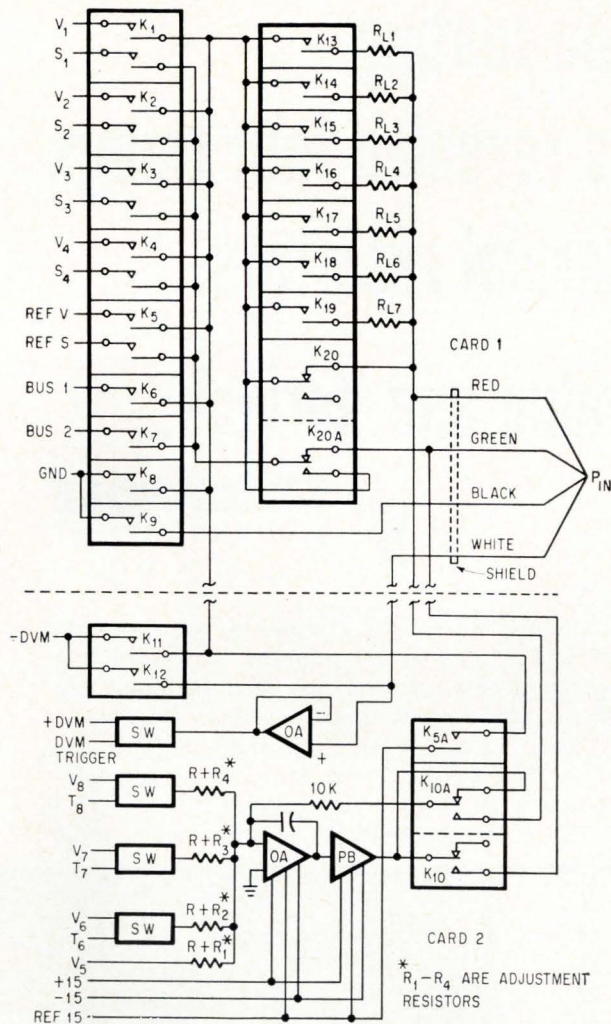 V1
K1
S1
V2
K2
S2
V3
K3
S3
V4
K4
S4
REF V
K5
REF S
BUS 1
K6
BUS 2
K7
GND
K8
K9
K13
RL1
K14
RL2
K15
RL3
K16
RL4
K17
RL5
K18
RL6
K19
RL7
K20
K20A
CARD 1
RED
GREEN
BLACK
WHITE
PIN
SHIELD
-DVM
K11
K12
+DVM
DVM
TRIGGER
SW
OA
-
+
V8
T8
SW
R+R4*
V7
T7
SW
R+R3*
V6
T6
SW
R+R2*
V5
R+R1*
+15
-15
REF 15
10K
OA
PB
K5A
K10A
K10
CARD 2
*
R1-R4 ARE ADJUSTMENT
RESISTORS